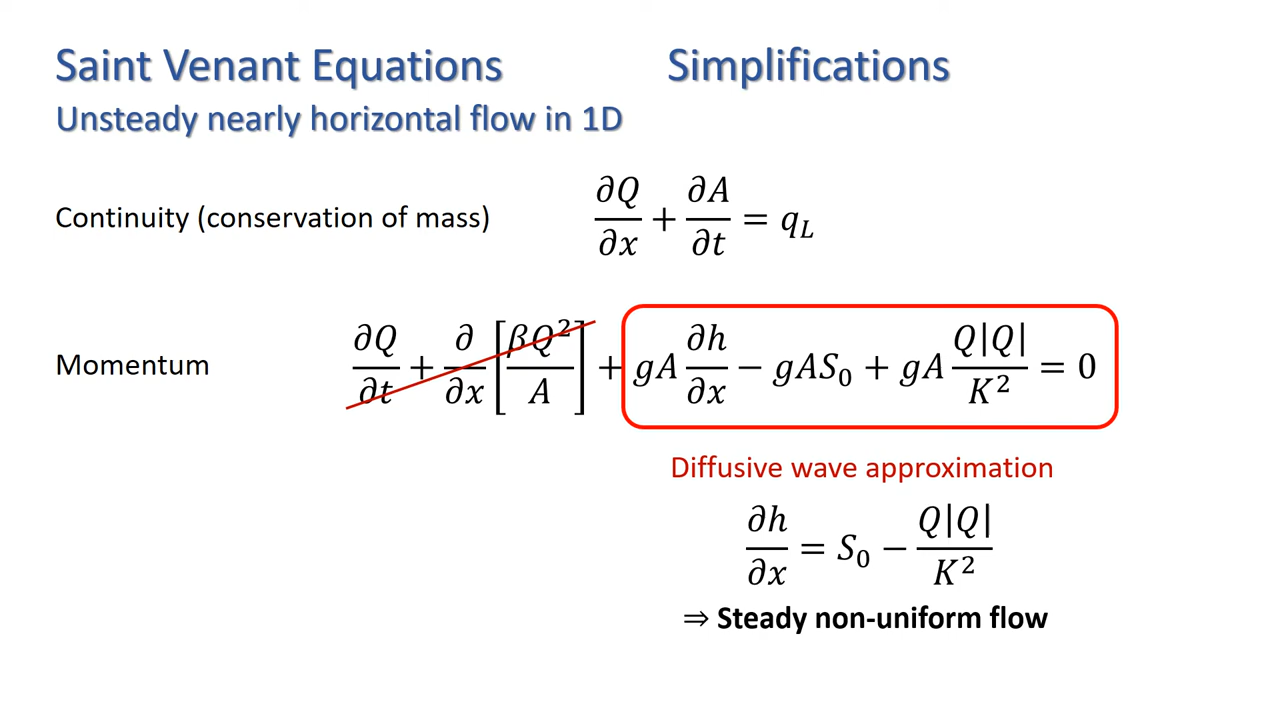 Saint Venant Equations
Simplifications
Unsteady nearly horizontal flow in 1D
Continuity (conservation of mass)
∂Q/∂x + ∂A/∂t = q_L
Momentum
∂Q/∂t + ∂/∂x [βQ²/A] + gA ∂h/∂x − gAS₀ + gA Q|Q|/K² = 0
Diffusive wave approximation
∂h/∂x = S₀ − Q|Q|/K²
⇒ Steady non-uniform flow